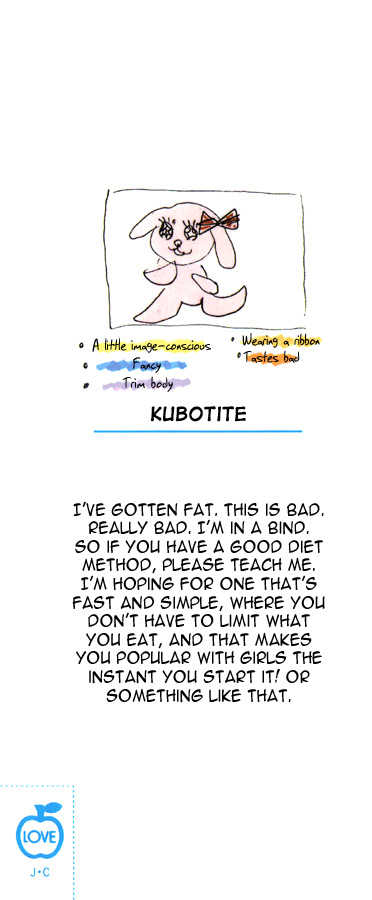 • A little image-conscious
• Fancy
• Trim body
• Wearing a ribbon
• Tastes bad
KUBOTITE
I'VE GOTTEN FAT. THIS IS BAD.
REALLY BAD. I'M IN A BIND.
SO IF YOU HAVE A GOOD DIET
METHOD, PLEASE TEACH ME.
I'M HOPING FOR ONE THAT'S
FAST AND SIMPLE, WHERE YOU
DON'T HAVE TO LIMIT WHAT
YOU EAT, AND THAT MAKES
YOU POPULAR WITH GIRLS THE
INSTANT YOU START IT! OR
SOMETHING LIKE THAT.
LOVE
J•C